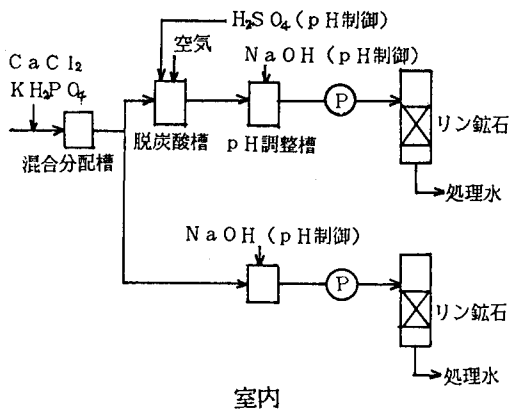 H₂SO₄(pH制御)
空気
NaOH(pH制御)
CaCl₂
KH₂PO₄
P
リン鉱石
脱炭酸槽
pH調整槽
混合分配槽
処理水
NaOH(pH制御)
P
リン鉱石
処理水
室内